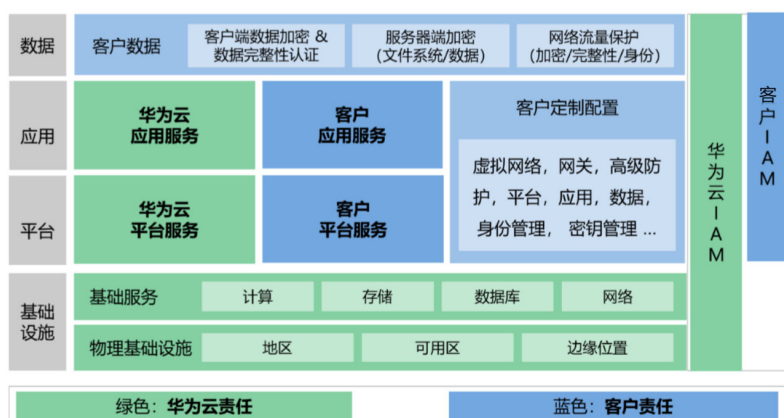 数据
客户数据
客户端数据加密 &
数据完整性认证
服务器端加密
(文件系统/数据)
网络流量保护
(加密/完整性/身份)
应用
华为云
应用服务
客户
应用服务
客户定制配置
虚拟网络，网关，高级防
护，平台，应用，数据，
身份管理， 密钥管理 ...
平台
华为云
平台服务
客户
平台服务
基础
设施
基础服务
计算
存储
数据库
网络
物理基础设施
地区
可用区
边缘位置
华为云IAM
客户IAM
绿色：华为云责任
蓝色：客户责任